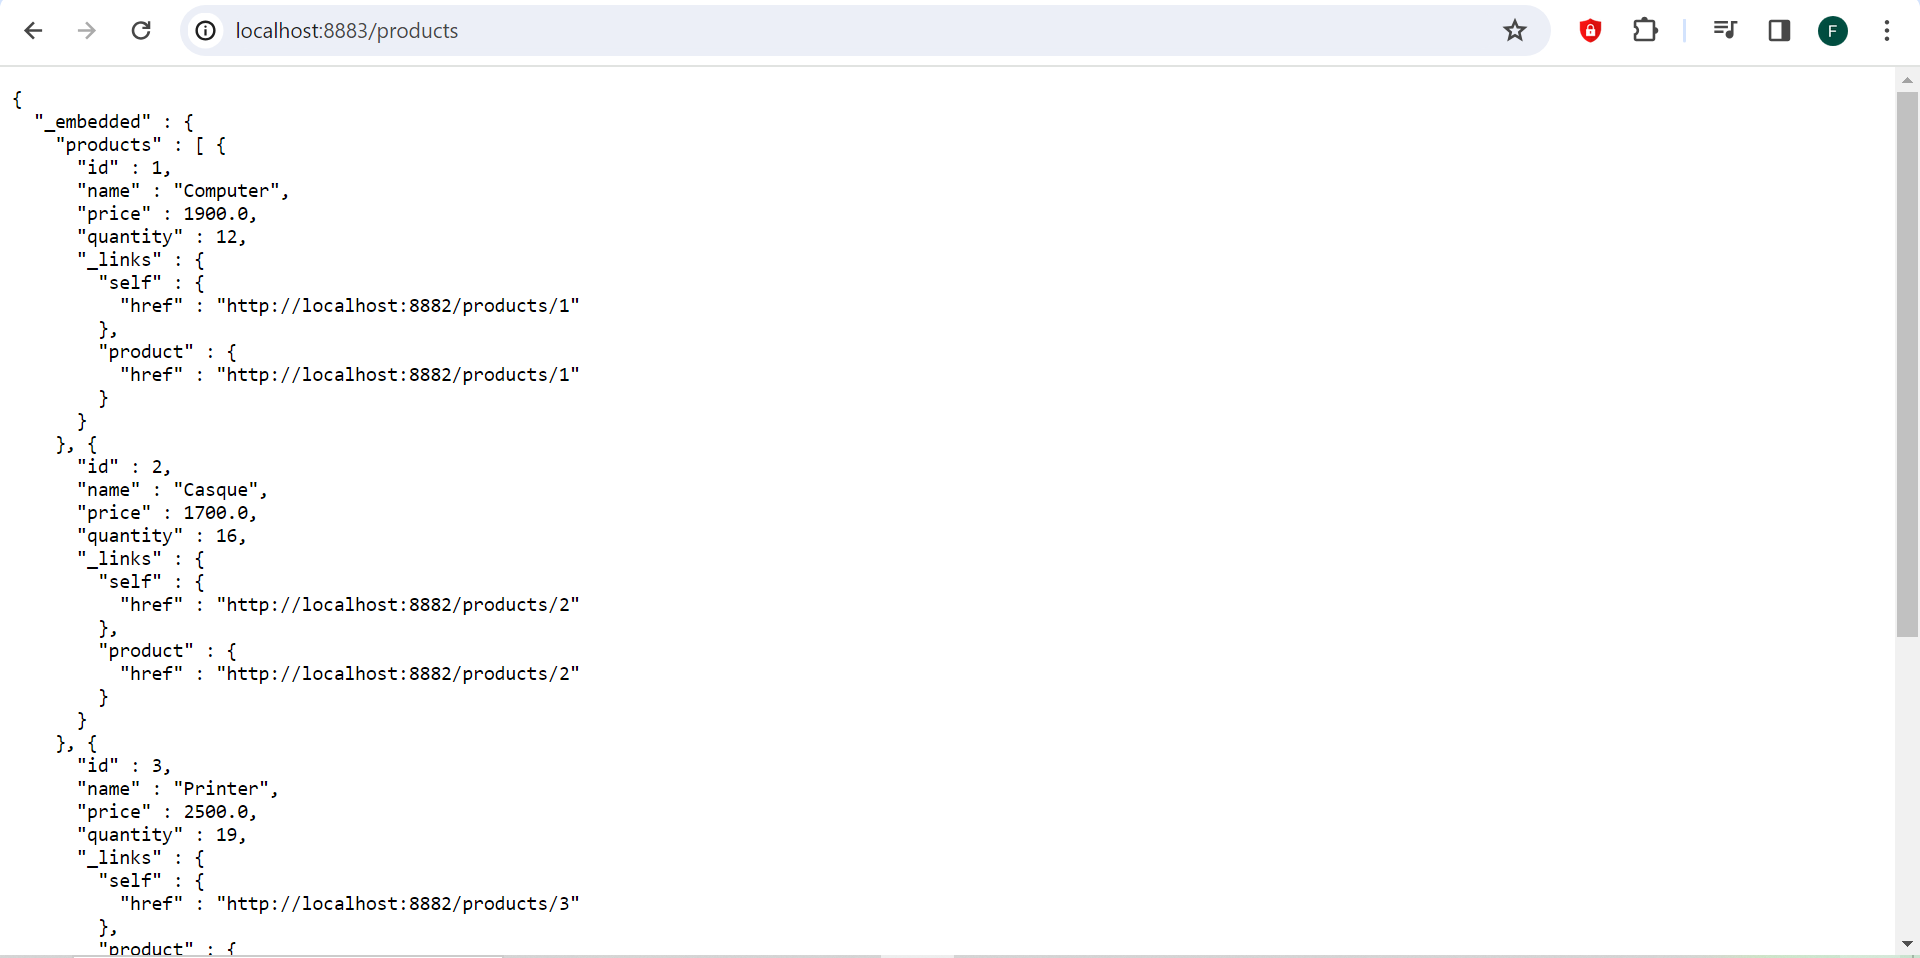 localhost:8883/products
F
{
  "_embedded" : {
    "products" : [ {
      "id" : 1,
      "name" : "Computer",
      "price" : 1900.0,
      "quantity" : 12,
      "_links" : {
        "self" : {
          "href" : "http://localhost:8882/products/1"
        },
        "product" : {
          "href" : "http://localhost:8882/products/1"
        }
      }
    }, {
      "id" : 2,
      "name" : "Casque",
      "price" : 1700.0,
      "quantity" : 16,
      "_links" : {
        "self" : {
          "href" : "http://localhost:8882/products/2"
        },
        "product" : {
          "href" : "http://localhost:8882/products/2"
        }
      }
    }, {
      "id" : 3,
      "name" : "Printer",
      "price" : 2500.0,
      "quantity" : 19,
      "_links" : {
        "self" : {
          "href" : "http://localhost:8882/products/3"
        },
        "product" : {